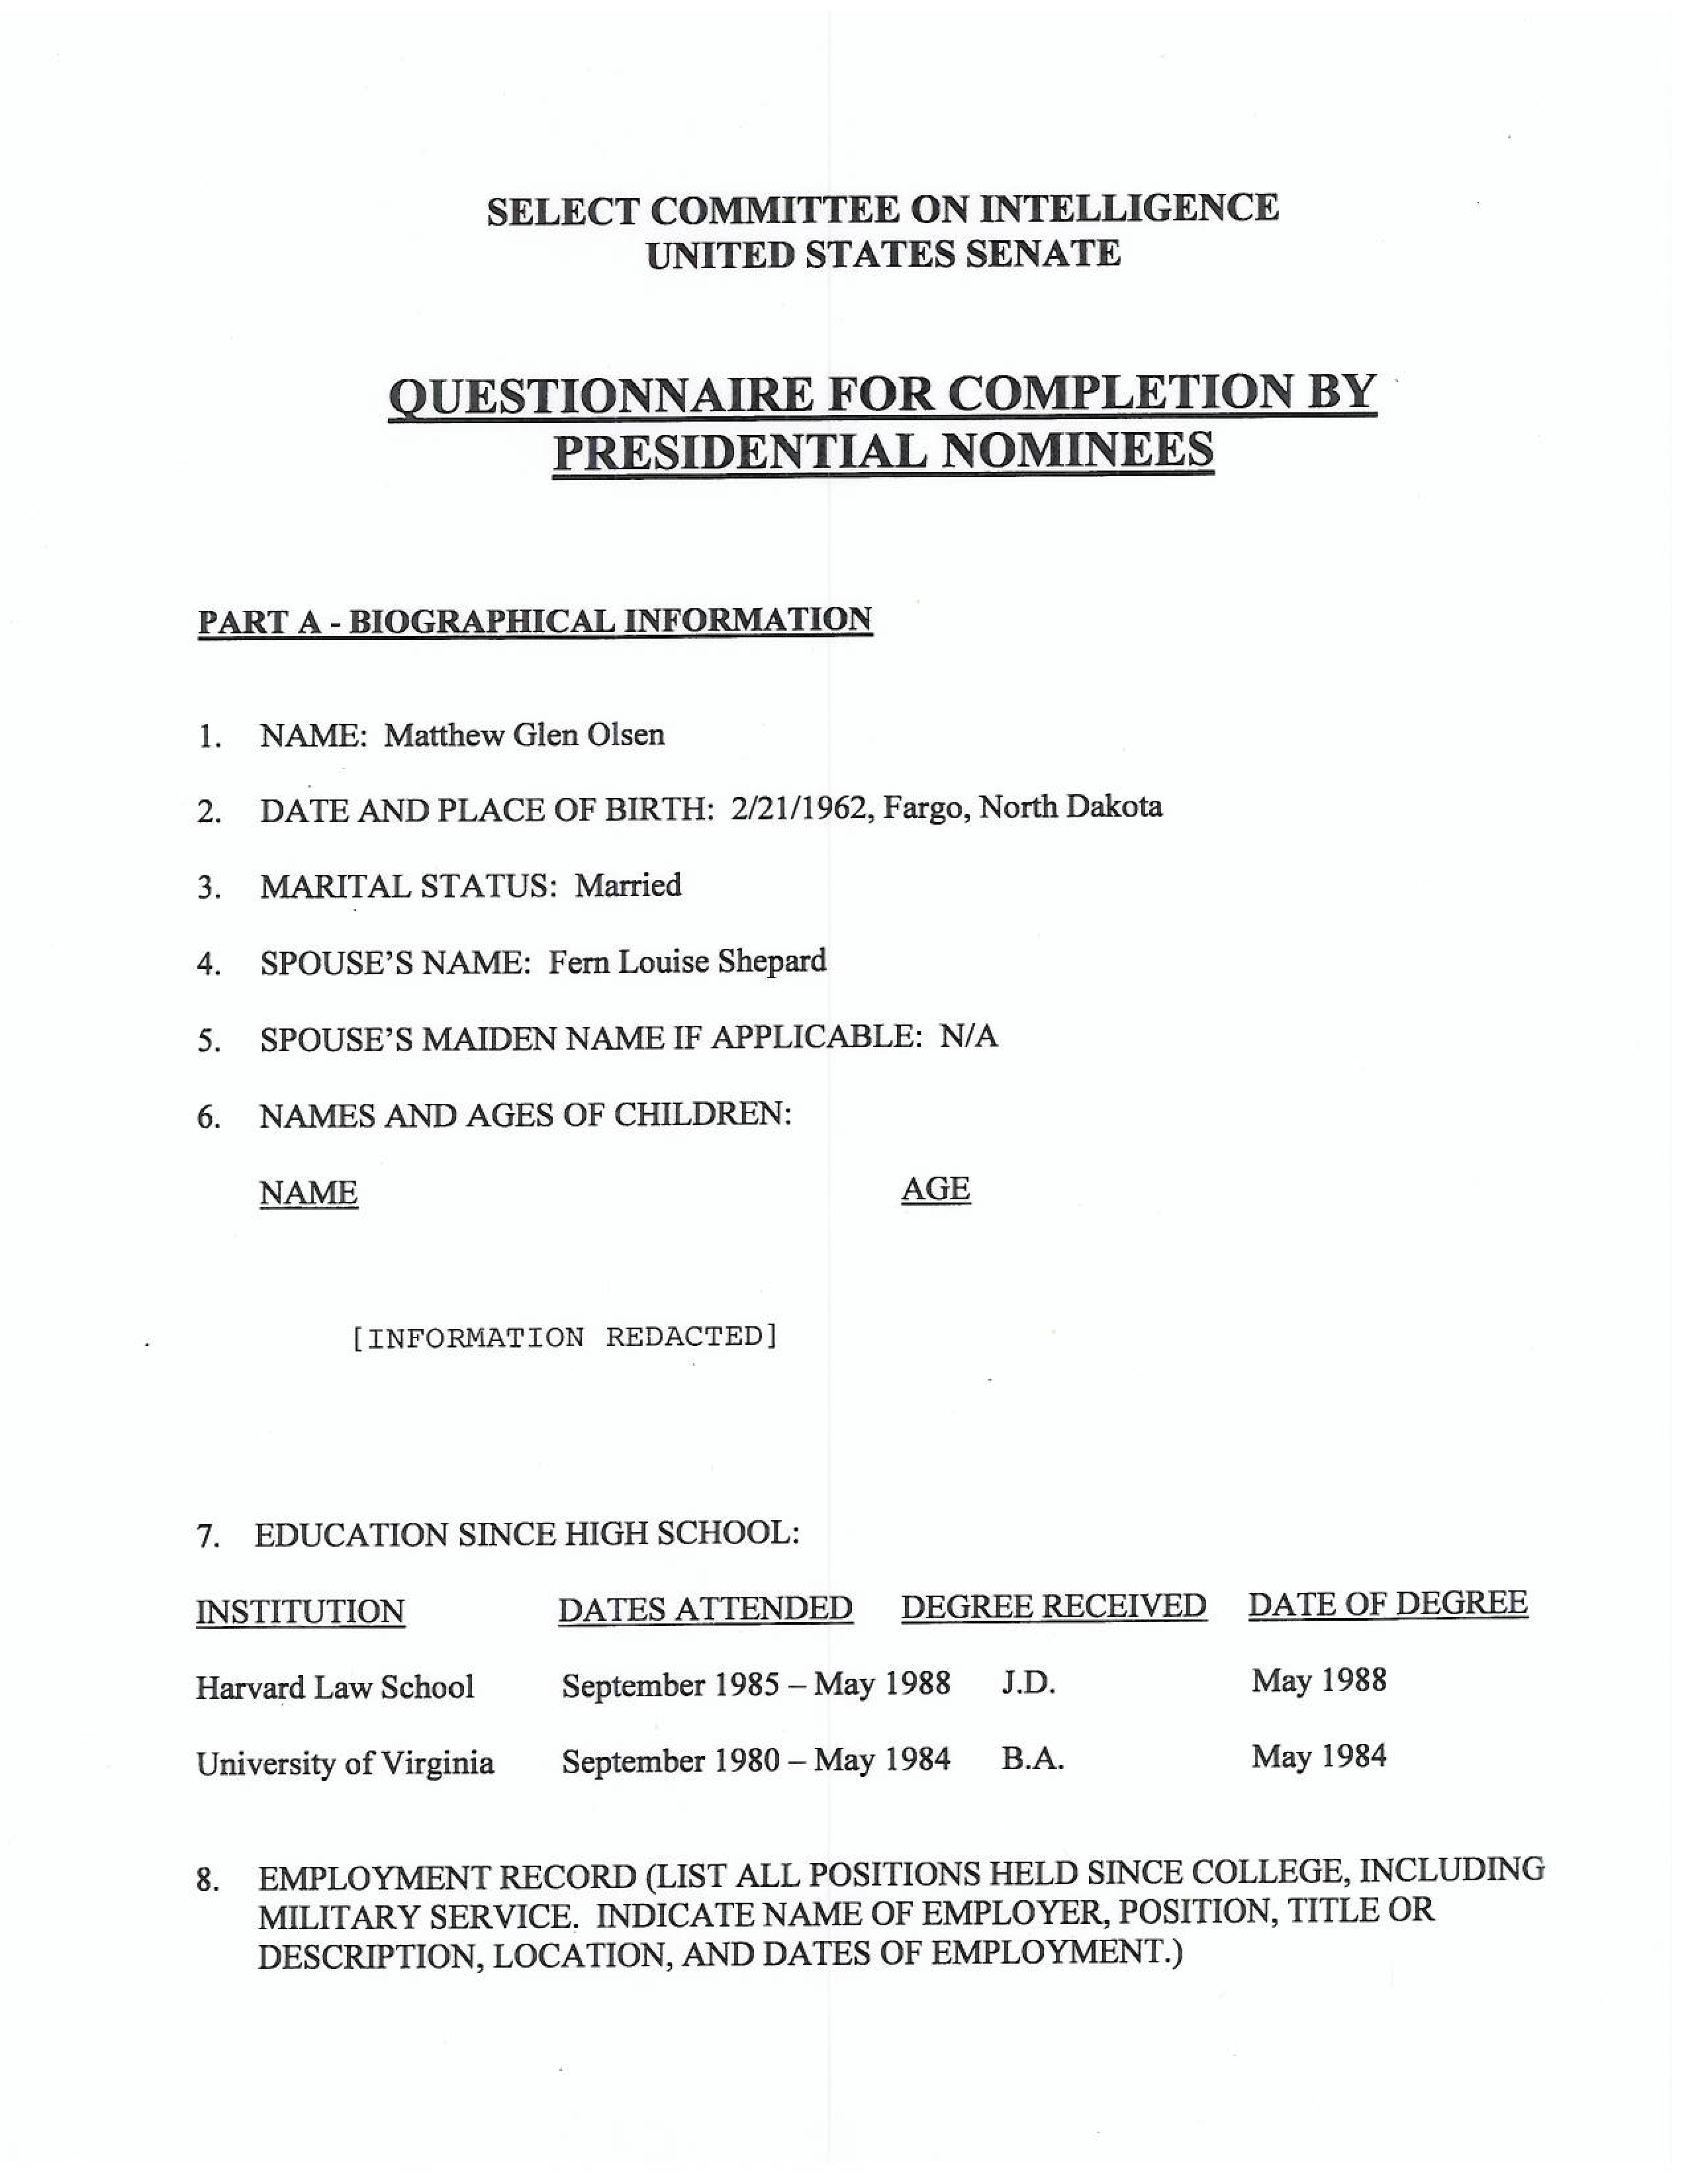 SELECT COMMITTEE ON INTELLIGENCE
UNITED STATES SENATE
QUESTIONNAIRE FOR COMPLETION BY
PRESIDENTIAL NOMINEES
PART A - BIOGRAPHICAL INFORMATION
1. NAME: Matthew Glen Olsen
2. DATE AND PLACE OF BIRTH: 2/21/1962, Fargo, North Dakota
3. MARITAL STATUS: Married
4. SPOUSE'S NAME: Fern Louise Shepard
5. SPOUSE'S MAIDEN NAME IF APPLICABLE: N/A
6. NAMES AND AGES OF CHILDREN:
NAME AGE
[INFORMATION REDACTED]
7. EDUCATION SINCE HIGH SCHOOL:
INSTITUTION DATES ATTENDED DEGREE RECEIVED DATE OF DEGREE
Harvard Law School September 1985 – May 1988 J.D. May 1988
University of Virginia September 1980 – May 1984 B.A. May 1984
8. EMPLOYMENT RECORD (LIST ALL POSITIONS HELD SINCE COLLEGE, INCLUDING
MILITARY SERVICE. INDICATE NAME OF EMPLOYER, POSITION, TITLE OR
DESCRIPTION, LOCATION, AND DATES OF EMPLOYMENT.)